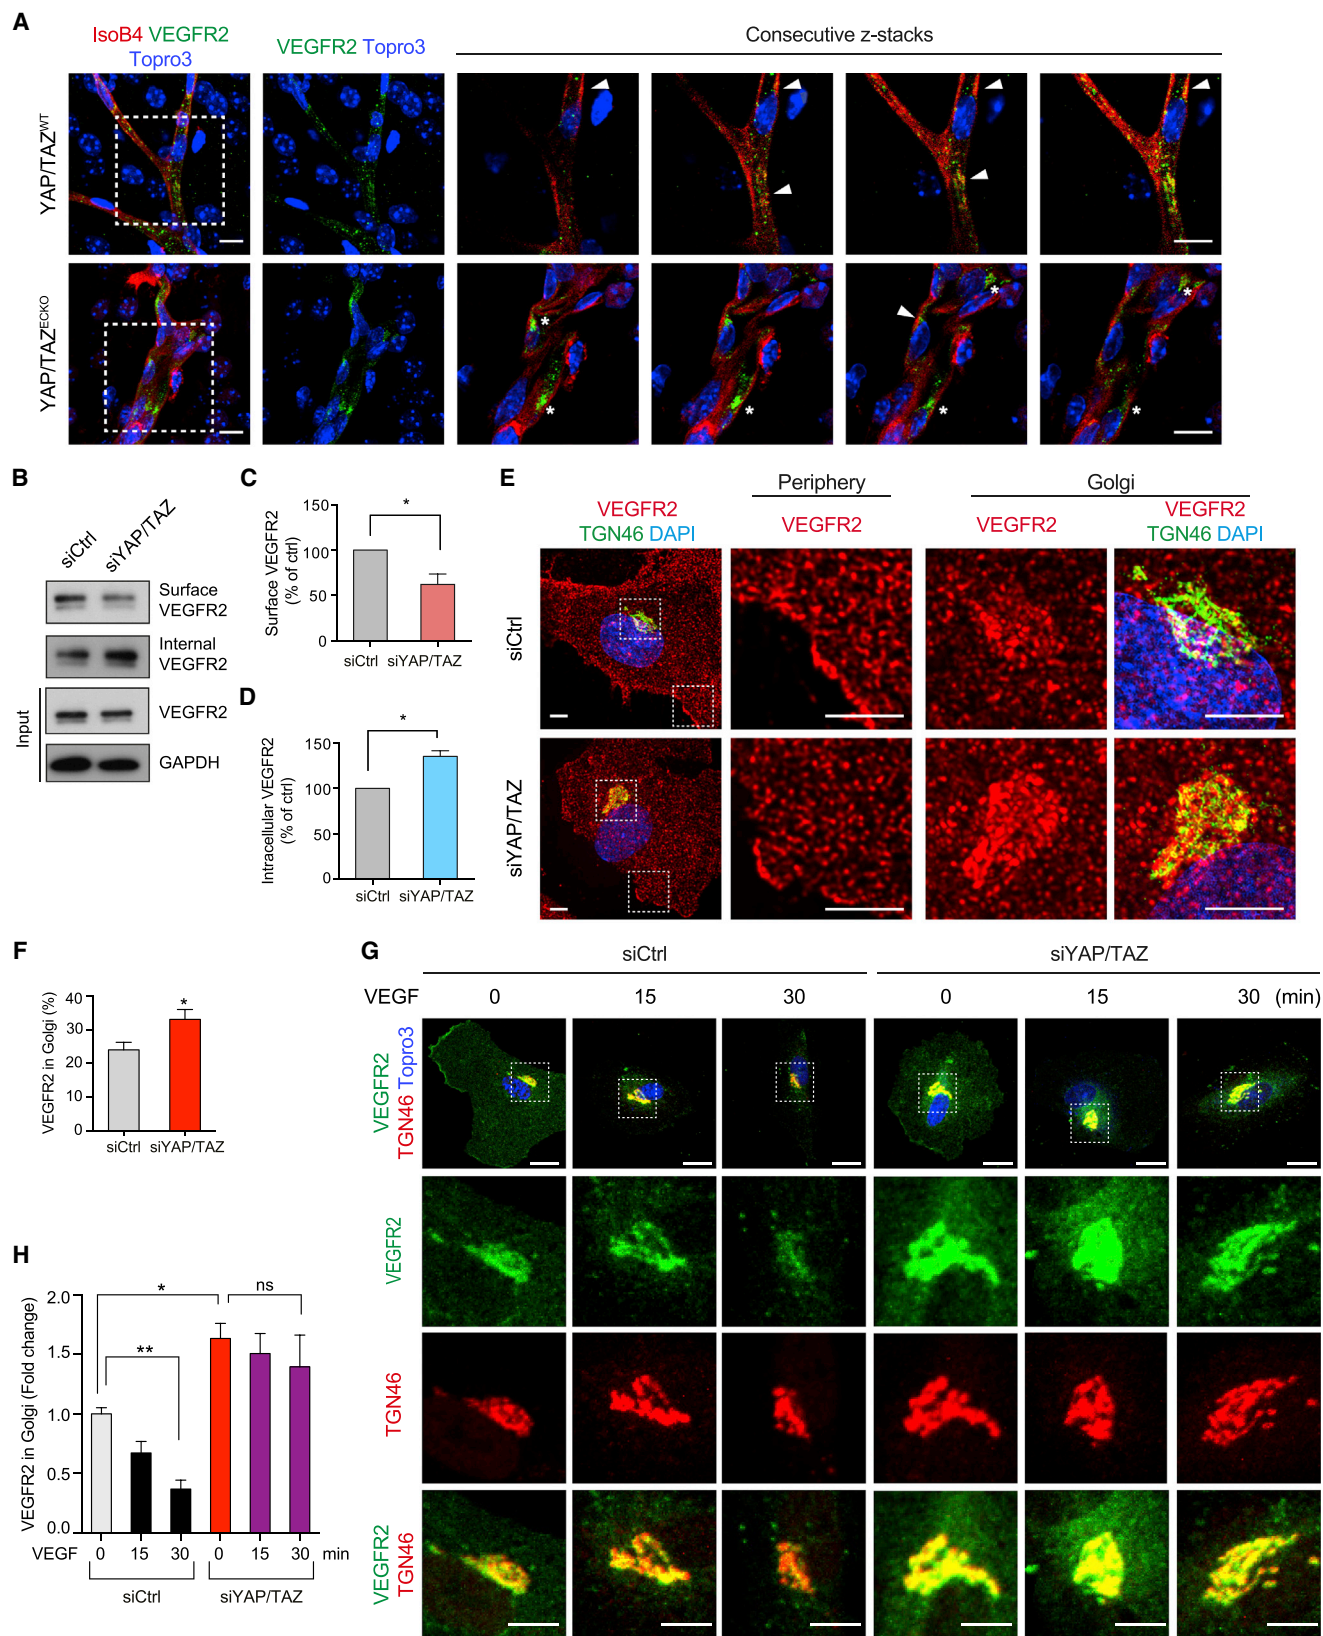 A
IsoB4 VEGFR2
Topro3
VEGFR2 Topro3
Consecutive z-stacks
YAP/TAZWT
YAP/TAZECKO
*
*
*
*
*
*
*
B
siCtrl
siYAP/TAZ
Surface
VEGFR2
Internal
VEGFR2
Input
VEGFR2
GAPDH
C
Surface VEGFR2
(% of ctrl)
150
100
50
0
*
siCtrl
siYAP/TAZ
D
Intracellular VEGFR2
(% of ctrl)
150
100
50
0
*
siCtrl
siYAP/TAZ
E
VEGFR2
TGN46 DAPI
Periphery
VEGFR2
Golgi
VEGFR2
VEGFR2
TGN46 DAPI
siCtrl
siYAP/TAZ
F
VEGFR2 in Golgi (%)
40
30
20
10
0
*
siCtrl
siYAP/TAZ
G
siCtrl
siYAP/TAZ
VEGF 0 15 30 0 15 30 (min)
VEGFR2
TGN46 Topro3
VEGFR2
TGN46
VEGFR2
TGN46
H
VEGFR2 in Golgi (Fold change)
2.0
1.5
1.0
0.5
0.0
*
**
ns
VEGF 0 15 30 0 15 30 min
siCtrl
siYAP/TAZ